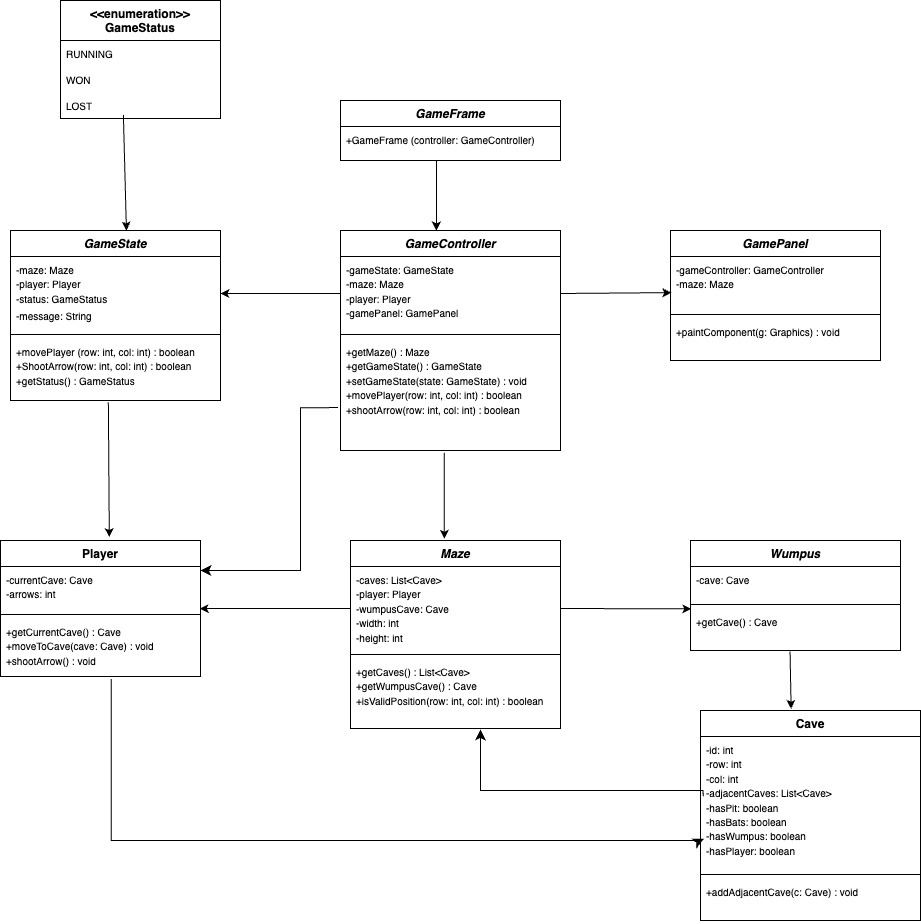 <<enumeration>>
GameStatus
RUNNING
WON
LOST
GameFrame
+GameFrame (controller: GameController)
GameState
-maze: Maze
-player: Player
-status: GameStatus
-message: String
+movePlayer (row: int, col: int) : boolean
+ShootArrow(row: int, col: int) : boolean
+getStatus() : GameStatus
GameController
-gameState: GameState
-maze: Maze
-player: Player
-gamePanel: GamePanel
+getMaze() : Maze
+getGameState() : GameState
+setGameState(state: GameState) : void
+movePlayer(row: int, col: int) : boolean
+shootArrow(row: int, col: int) : boolean
GamePanel
-gameController: GameController
-maze: Maze
+paintComponent(g: Graphics) : void
Player
-currentCave: Cave
-arrows: int
+getCurrentCave() : Cave
+moveToCave(cave: Cave) : void
+shootArrow() : void
Maze
-caves: List<Cave>
-player: Player
-wumpusCave: Cave
-width: int
-height: int
+getCaves() : List<Cave>
+getWumpusCave() : Cave
+isValidPosition(row: int, col: int) : boolean
Wumpus
-cave: Cave
+getCave() : Cave
Cave
-id: int
-row: int
-col: int
-adjacentCaves: List<Cave>
-hasPit: boolean
-hasBats: boolean
-hasWumpus: boolean
-hasPlayer: boolean
+addAdjacentCave(c: Cave) : void